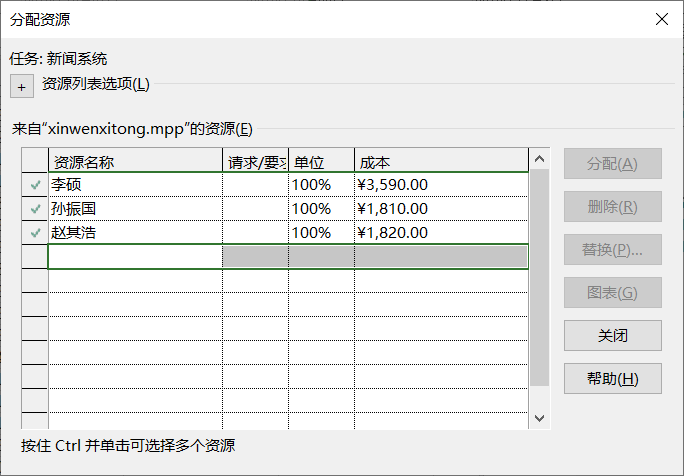 分配资源
任务: 新闻系统
+ 资源列表选项(L)
来自“xinwenxitong.mpp”的资源(E)
资源名称 请求/要求 单位 成本
李硕 100% ¥3,590.00
孙振国 100% ¥1,810.00
赵其浩 100% ¥1,820.00
分配(A)
删除(R)
替换(P)...
图表(G)
关闭
帮助(H)
按住 Ctrl 并单击可选择多个资源